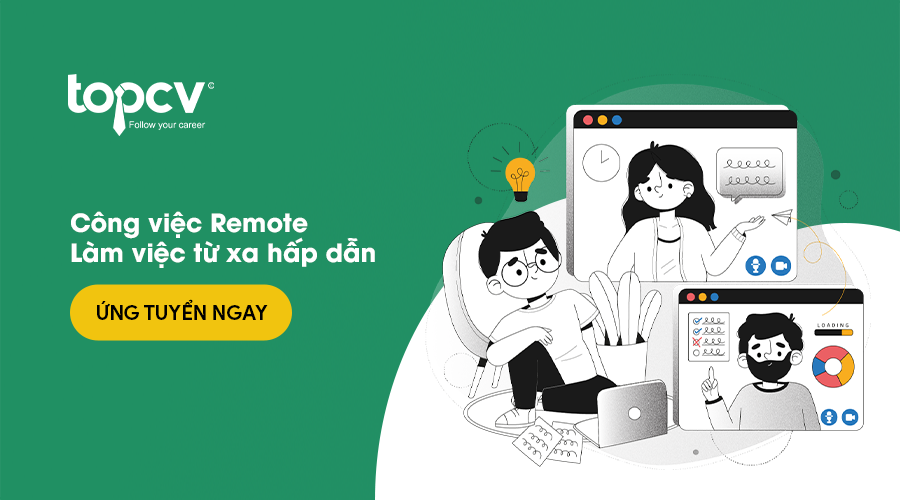 topcv©
Follow your career
Công việc Remote
Làm việc từ xa hấp dẫn
ỨNG TUYỂN NGAY
LOADING